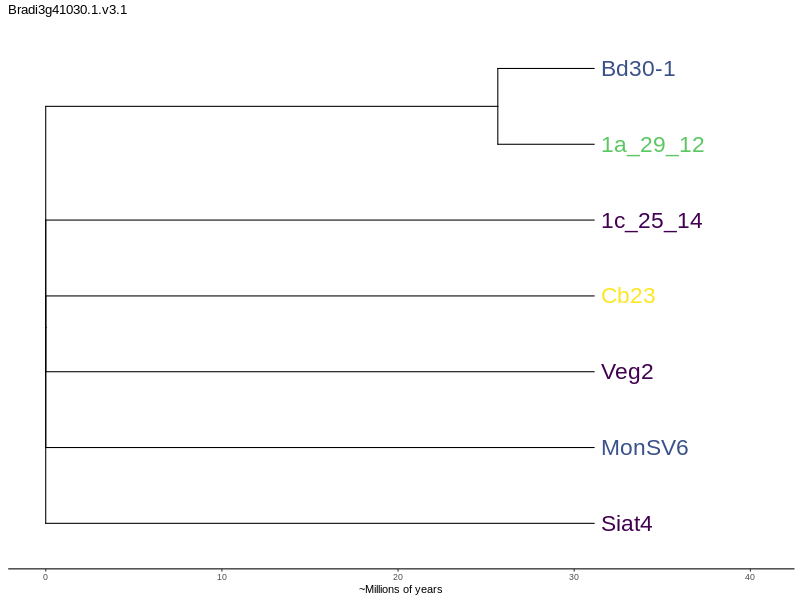 Bradi3g41030.1.v3.1
Bd30-1
1a_29_12
1c_25_14
Cb23
Veg2
MonSV6
Siat4
0 10 20 30 40
~Millions of years